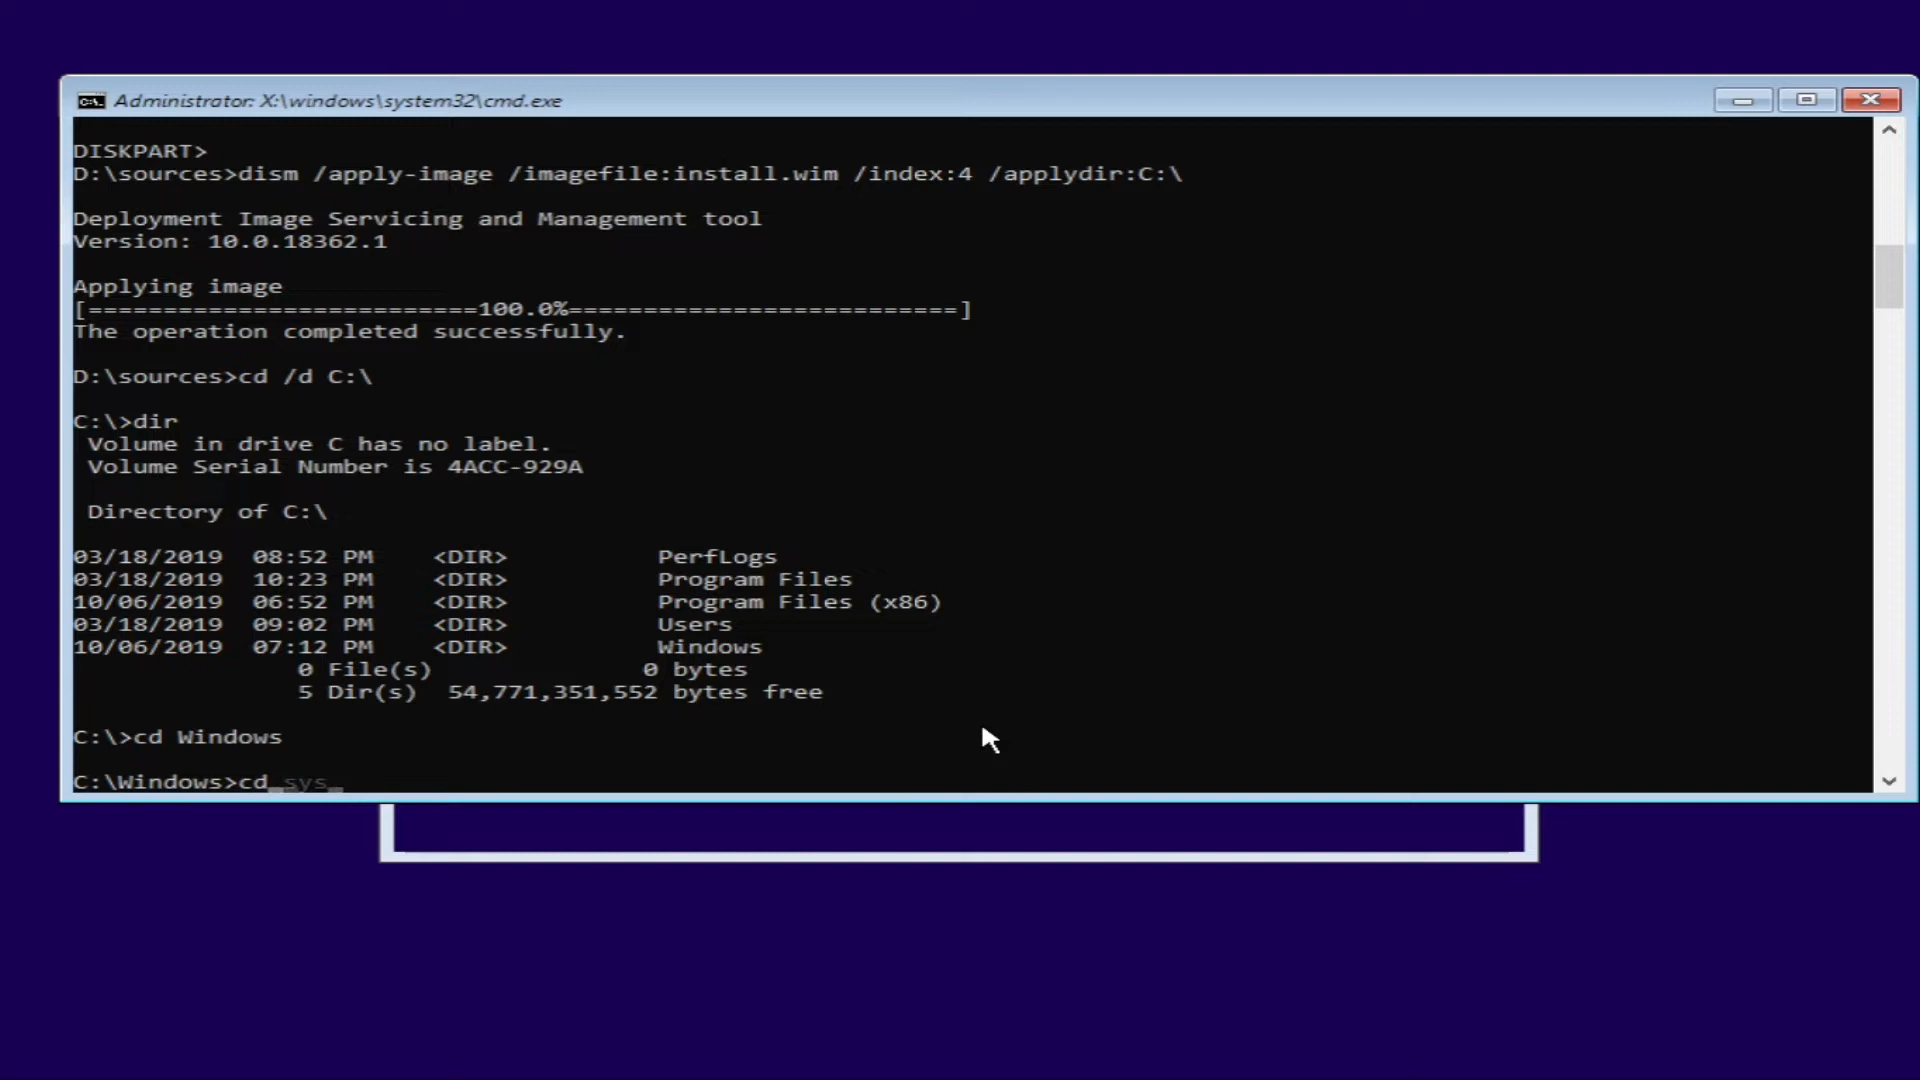 Administrator: X:\windows\system32\cmd.exe
DISKPART>
D:\sources>dism /apply-image /imagefile:install.wim /index:4 /applydir:C:\
Deployment Image Servicing and Management tool
Version: 10.0.18362.1
Applying image
[==========================100.0%==========================]
The operation completed successfully.
D:\sources>cd /d C:\
C:\>dir
Volume in drive C has no label.
Volume Serial Number is 4ACC-929A
Directory of C:\
03/18/2019 08:52 PM <DIR> PerfLogs
03/18/2019 10:23 PM <DIR> Program Files
10/06/2019 06:52 PM <DIR> Program Files (x86)
03/18/2019 09:02 PM <DIR> Users
10/06/2019 07:12 PM <DIR> Windows
0 File(s) 0 bytes
5 Dir(s) 54,771,351,552 bytes free
C:\>cd Windows
C:\Windows>cd sys_